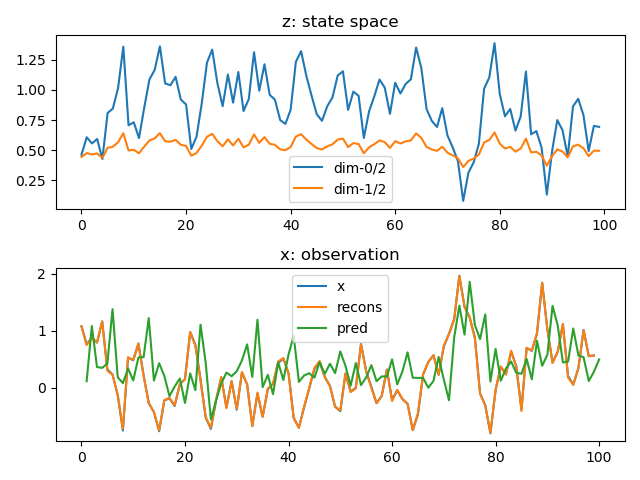 z: state space
1.25
1.00
0.75
0.50
0.25
dim-0/2
dim-1/2
0 20 40 60 80 100
x: observation
2
1
0
x
recons
pred
0 20 40 60 80 100